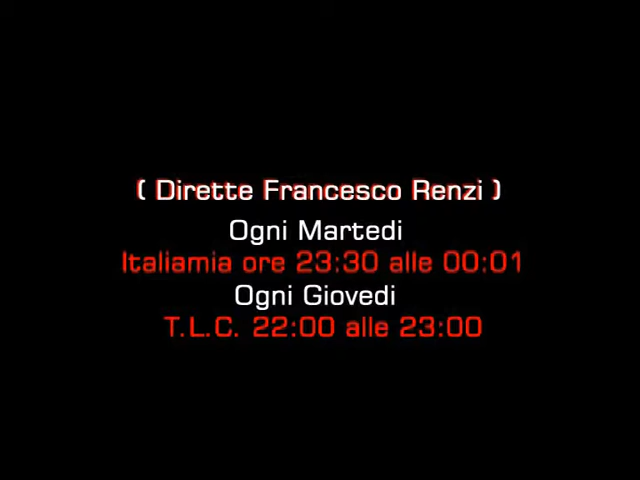 ( Dirette Francesco Renzi )
Ogni Martedi
Italiamia ore 23:30 alle 00:01
Ogni Giovedi
T.L.C. 22:00 alle 23:00